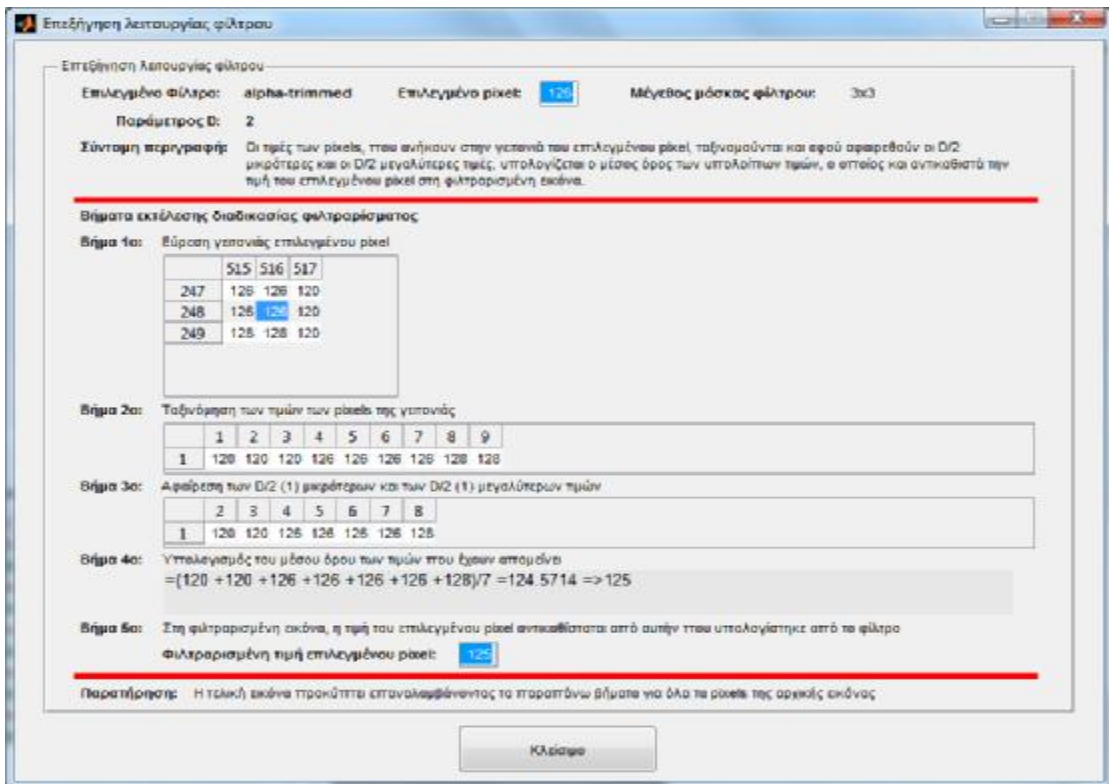 Επεξήγηση λειτουργίας φίλτρου
Επεξήγηση λειτουργίας φίλτρου
Επιλεγμένο Φίλτρο: alpha-trimmed Επιλεγμένο pixel: 126 Μέγεθος μάσκας φίλτρου: 3x3
Παράμετρος D: 2
Σύντομη περιγραφή: Οι τιμές των pixels, που ανήκουν στην γειτονιά του επιλεγμένου pixel, ταξινομούνται και αφού αφαιρεθούν οι D/2
μικρότερες και οι D/2 μεγαλύτερες τιμές, υπολογίζεται ο μέσος όρος των υπολοίπων τιμών, ο οποίος και αντικαθιστά την
τιμή του επιλεγμένου pixel στη φιλτραρισμένη εικόνα.
Βήματα εκτέλεσης διαδικασίας φιλτραρίσματος
Βήμα 1ο: Εύρεση γειτονιάς επιλεγμένου pixel
515 516 517
247 126 126 120
248 126 126 120
249 128 128 120
Βήμα 2ο: Ταξινόμηση των τιμών των pixels της γειτονιάς
1 2 3 4 5 6 7 8 9
1 120 120 120 126 126 126 126 128 128
Βήμα 3ο: Αφαίρεση των D/2 (1) μικρότερων και των D/2 (1) μεγαλύτερων τιμών
2 3 4 5 6 7 8
1 120 120 126 126 126 126 128
Βήμα 4ο: Υπολογισμός του μέσου όρου των τιμών που έχουν απομείνει
=(120 +120 +126 +126 +126 +126 +128)/7 =124.5714 =>125
Βήμα 5ο: Στη φιλτραρισμένη εικόνα, η τιμή του επιλεγμένου pixel αντικαθίσταται από αυτήν που υπολογίστηκε από το φίλτρο
Φιλτραρισμένη τιμή επιλεγμένου pixel: 125
Παρατήρηση: Η τελική εικόνα προκύπτει επαναλαμβάνοντας τα παραπάνω βήματα για όλα τα pixels της αρχικής εικόνας
Κλείσιμο